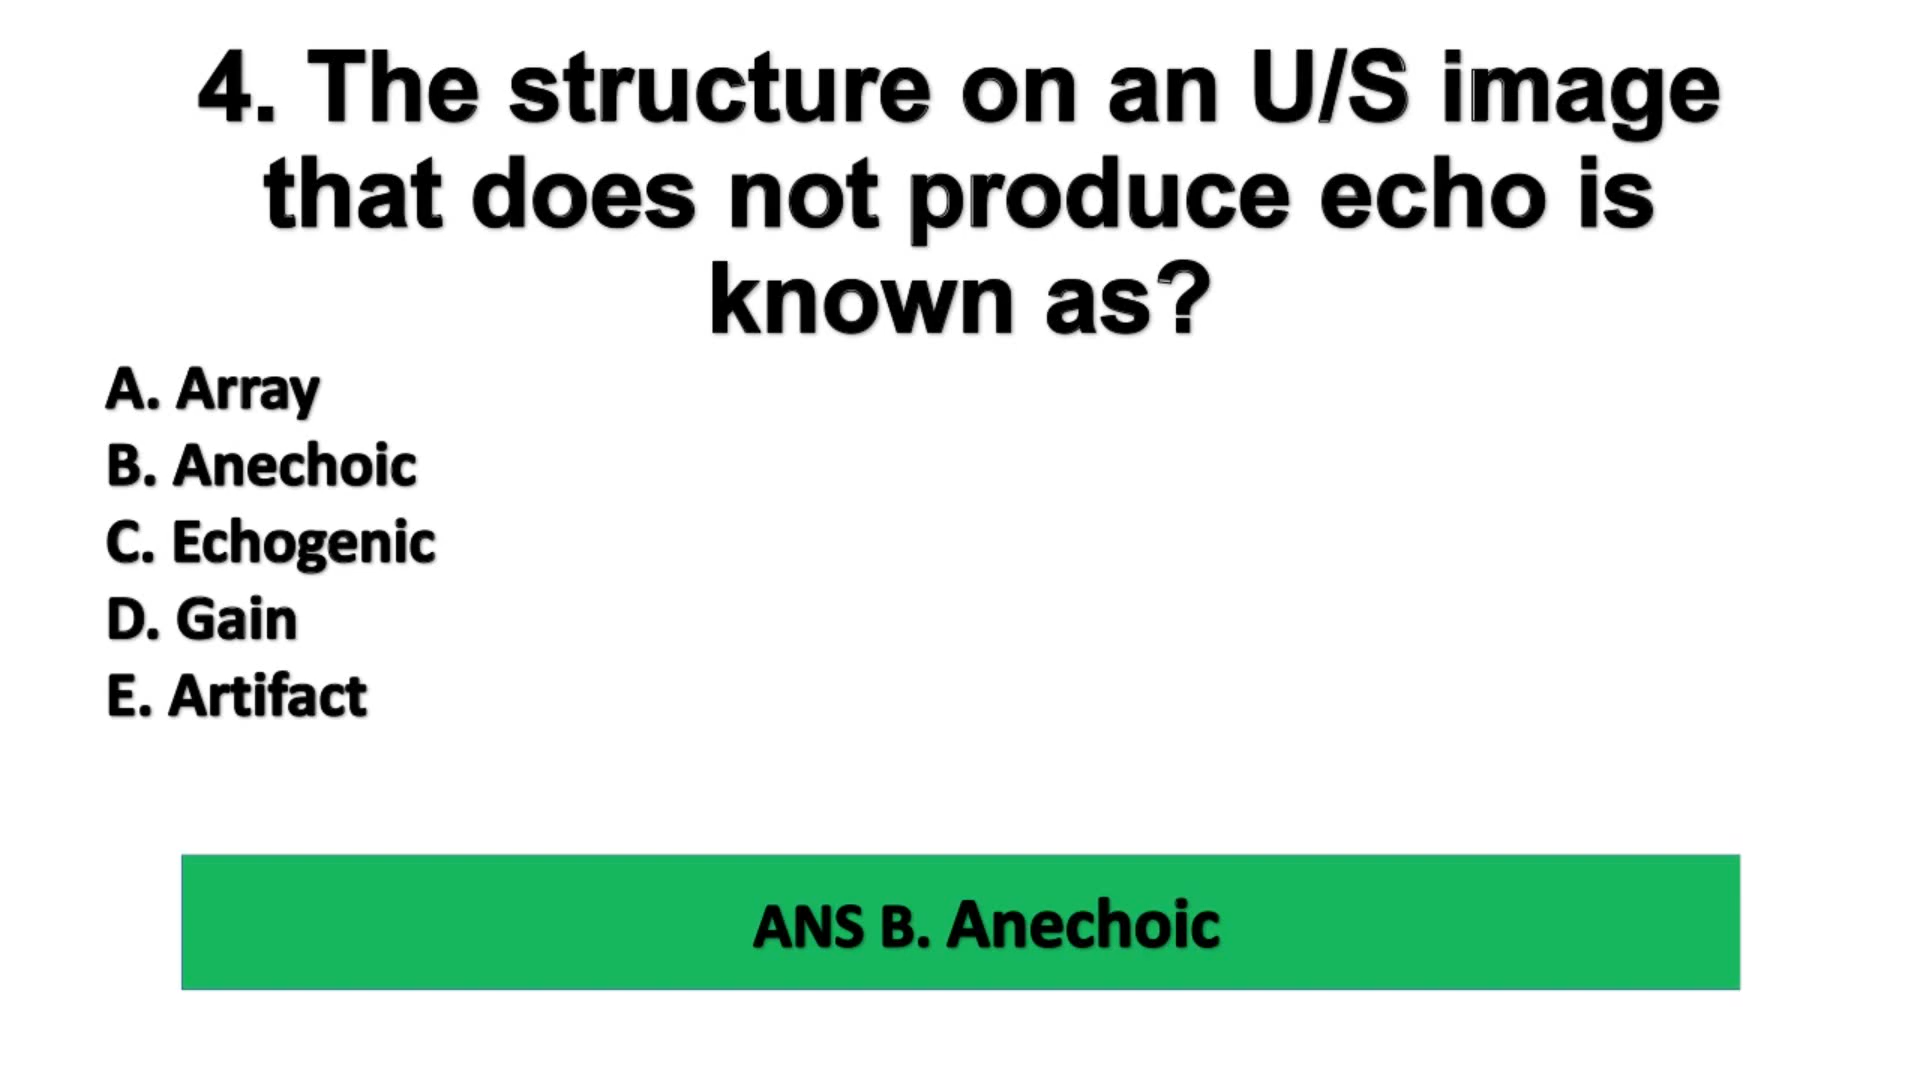 4. The structure on an U/S image
that does not produce echo is
known as?
A. Array
B. Anechoic
C. Echogenic
D. Gain
E. Artifact
ANS B. Anechoic